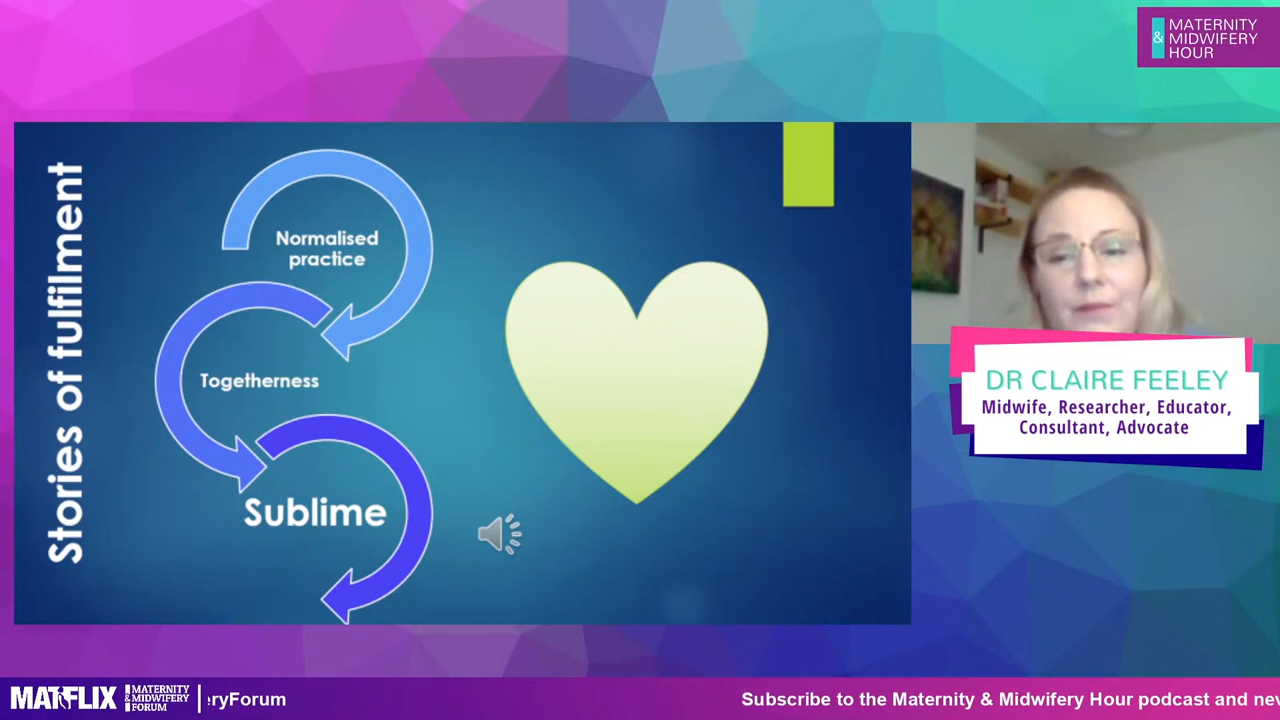 MATERNITY
& MIDWIFERY
HOUR
Stories of fulfilment
Normalised
practice
Togetherness
Sublime
DR CLAIRE FEELEY
Midwife, Researcher, Educator,
Consultant, Advocate
MATFLIX
MATERNITY
& MIDWIFERY
FORUM
ryForum
Subscribe to the Maternity & Midwifery Hour podcast and